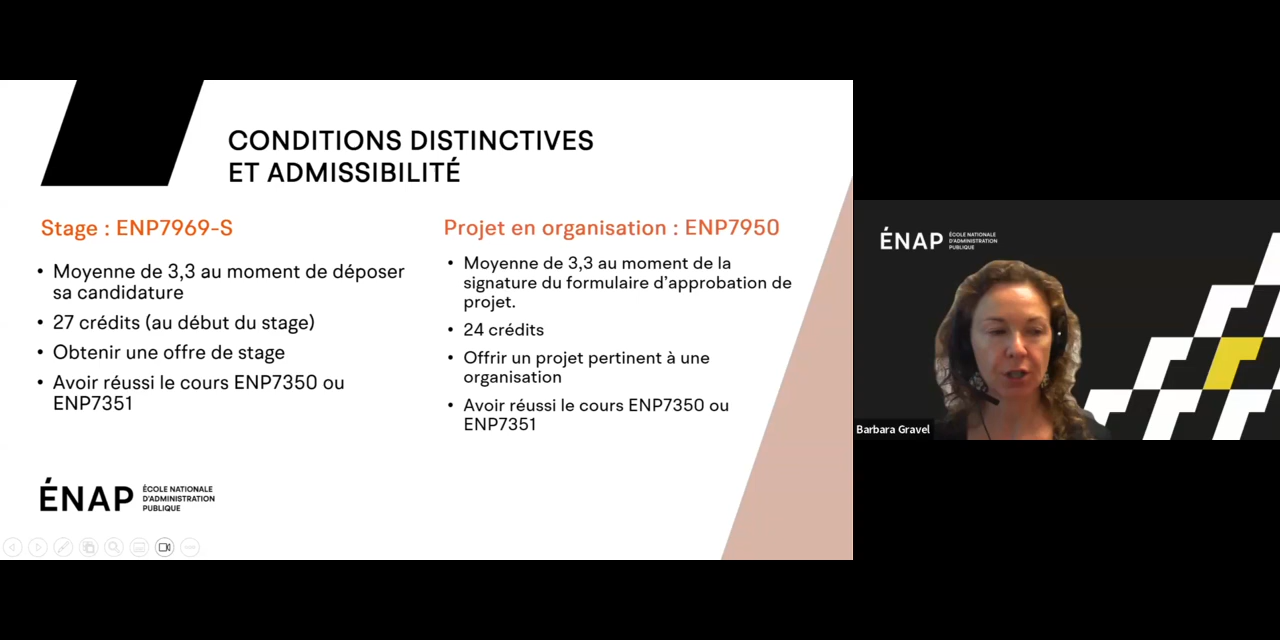 CONDITIONS DISTINCTIVES
ET ADMISSIBILITÉ
Stage : ENP7969-S
• Moyenne de 3,3 au moment de déposer
sa candidature
• 27 crédits (au début du stage)
• Obtenir une offre de stage
• Avoir réussi le cours ENP7350 ou
ENP7351
Projet en organisation : ENP7950
• Moyenne de 3,3 au moment de la
signature du formulaire d’approbation de
projet.
• 24 crédits
• Offrir un projet pertinent à une
organisation
• Avoir réussi le cours ENP7350 ou
ENP7351
ÉNAP
ÉCOLE NATIONALE
D'ADMINISTRATION
PUBLIQUE
ÉNAP
ÉCOLE NATIONALE
D'ADMINISTRATION
PUBLIQUE
Barbara Gravel